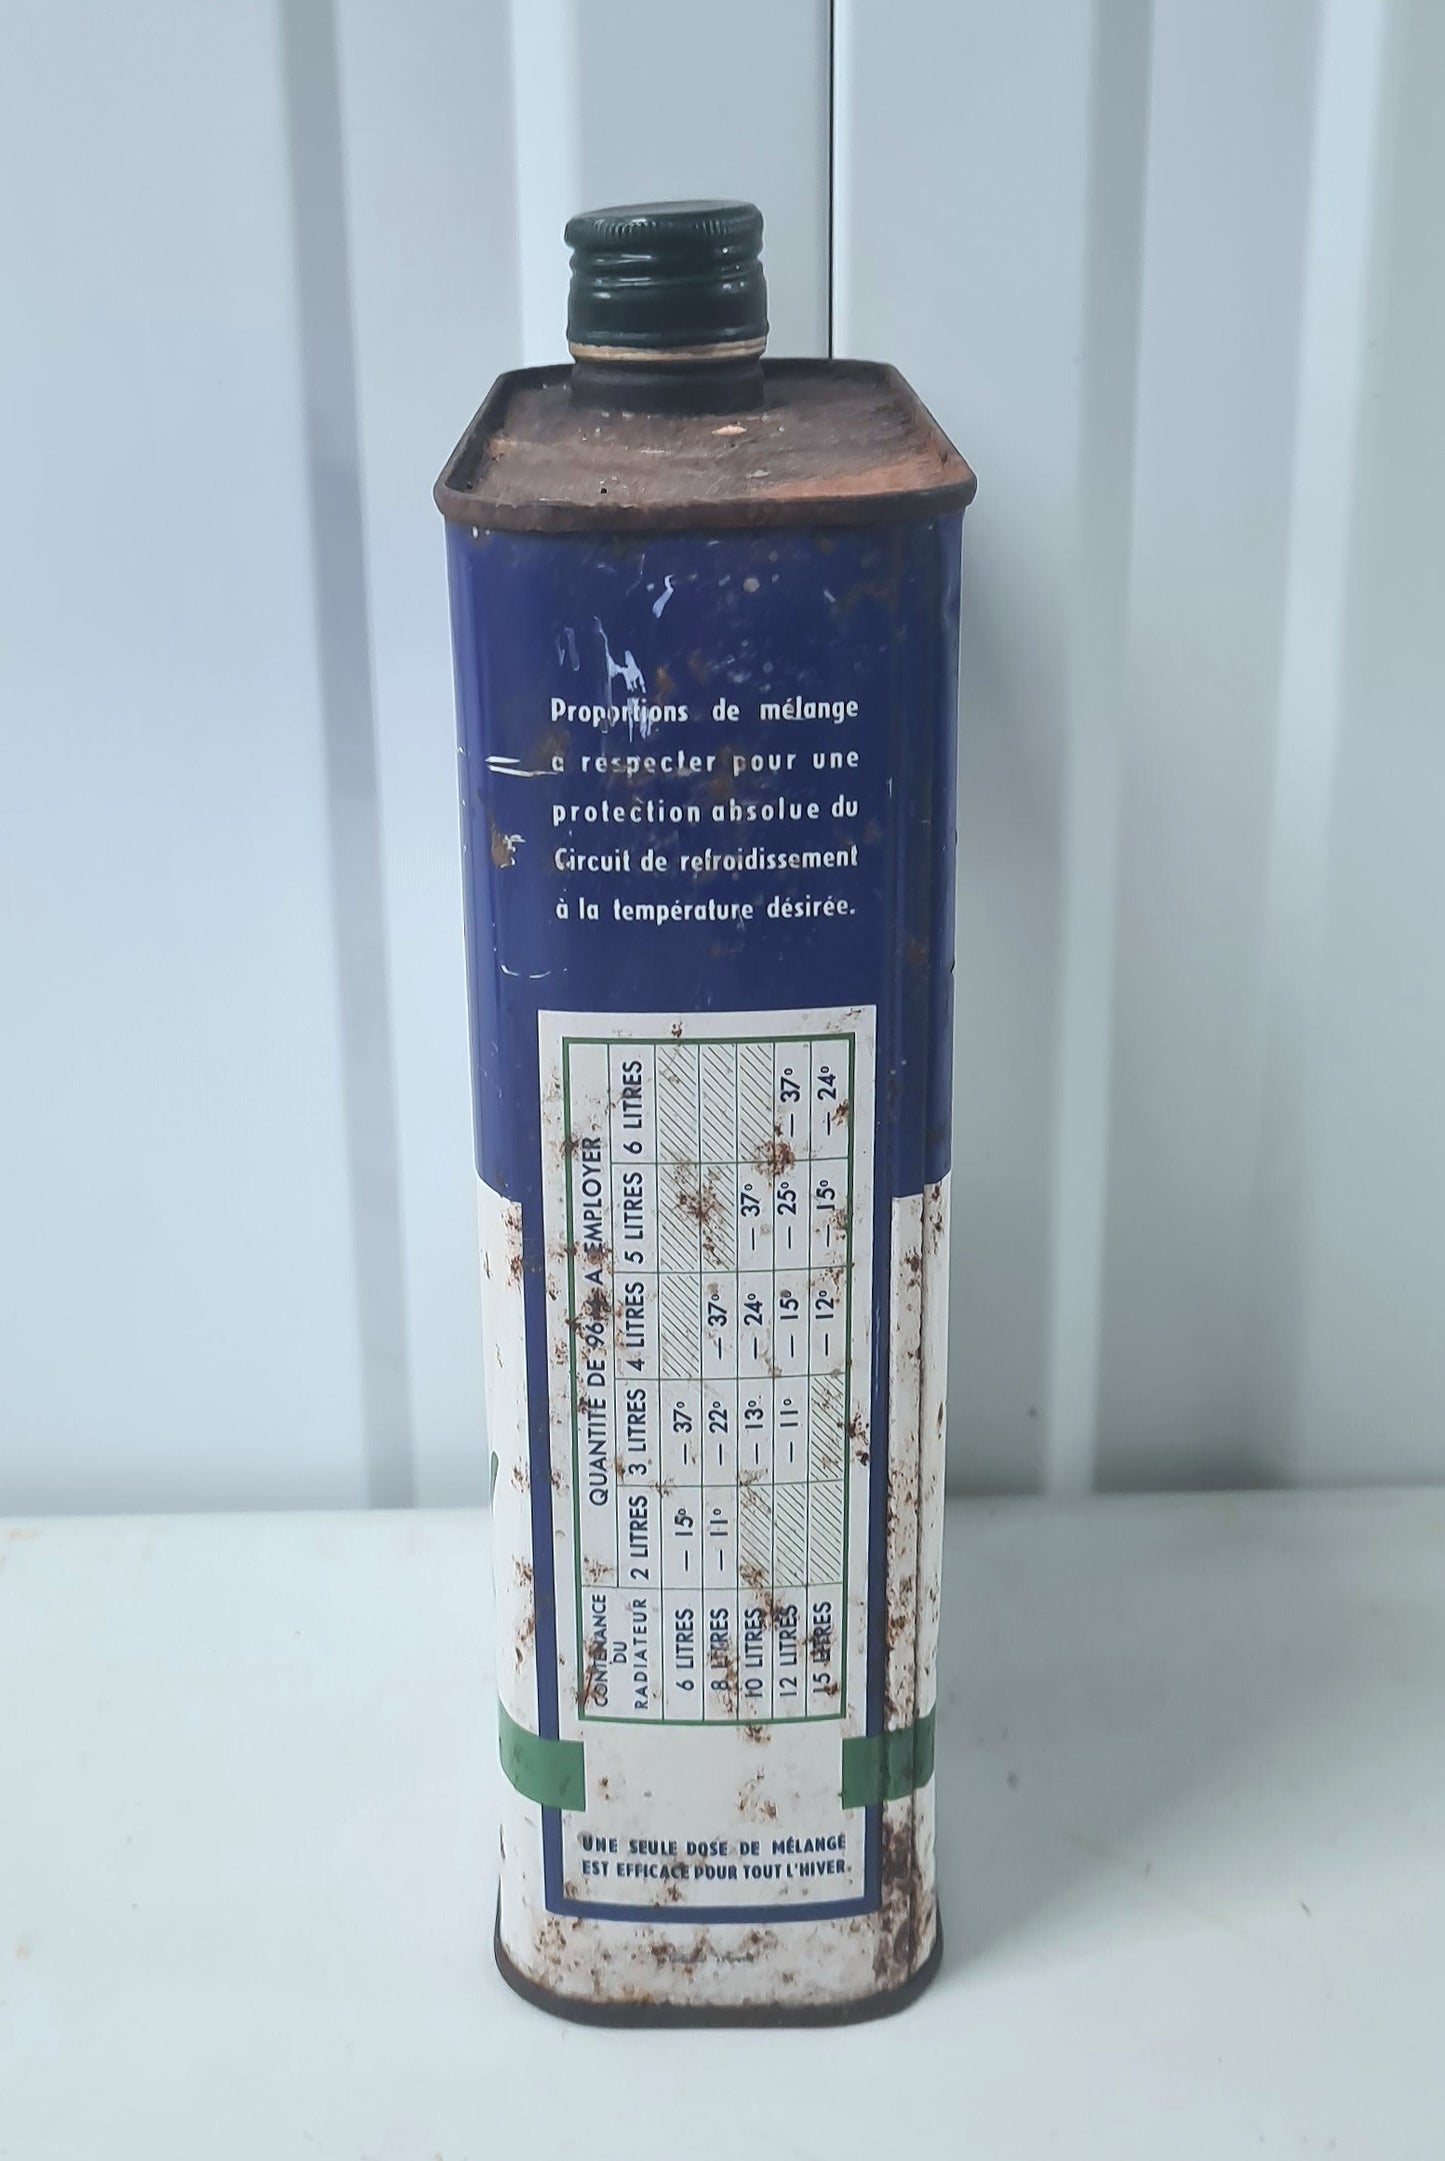 Proportions de mélange
à respecter pour une
protection absolue du
Circuit de refroidissement
à la température désirée.
QUANTITÉ DE A EMPLOYER
CONTENANCE
DU
RADIATEUR 2 LITRES 3 LITRES 4 LITRES 5 LITRES 6 LITRES
6 LITRES — 15° — 37°
8 LITRES — 11° — 22° — 37°
10 LITRES — 13° — 24° — 37°
12 LITRES — 11° — 15° — 25° — 37°
15 LITRES — 12° — 15° — 24°
UNE SEULE DOSE DE MÉLANGE
EST EFFICACE POUR TOUT L'HIVER.